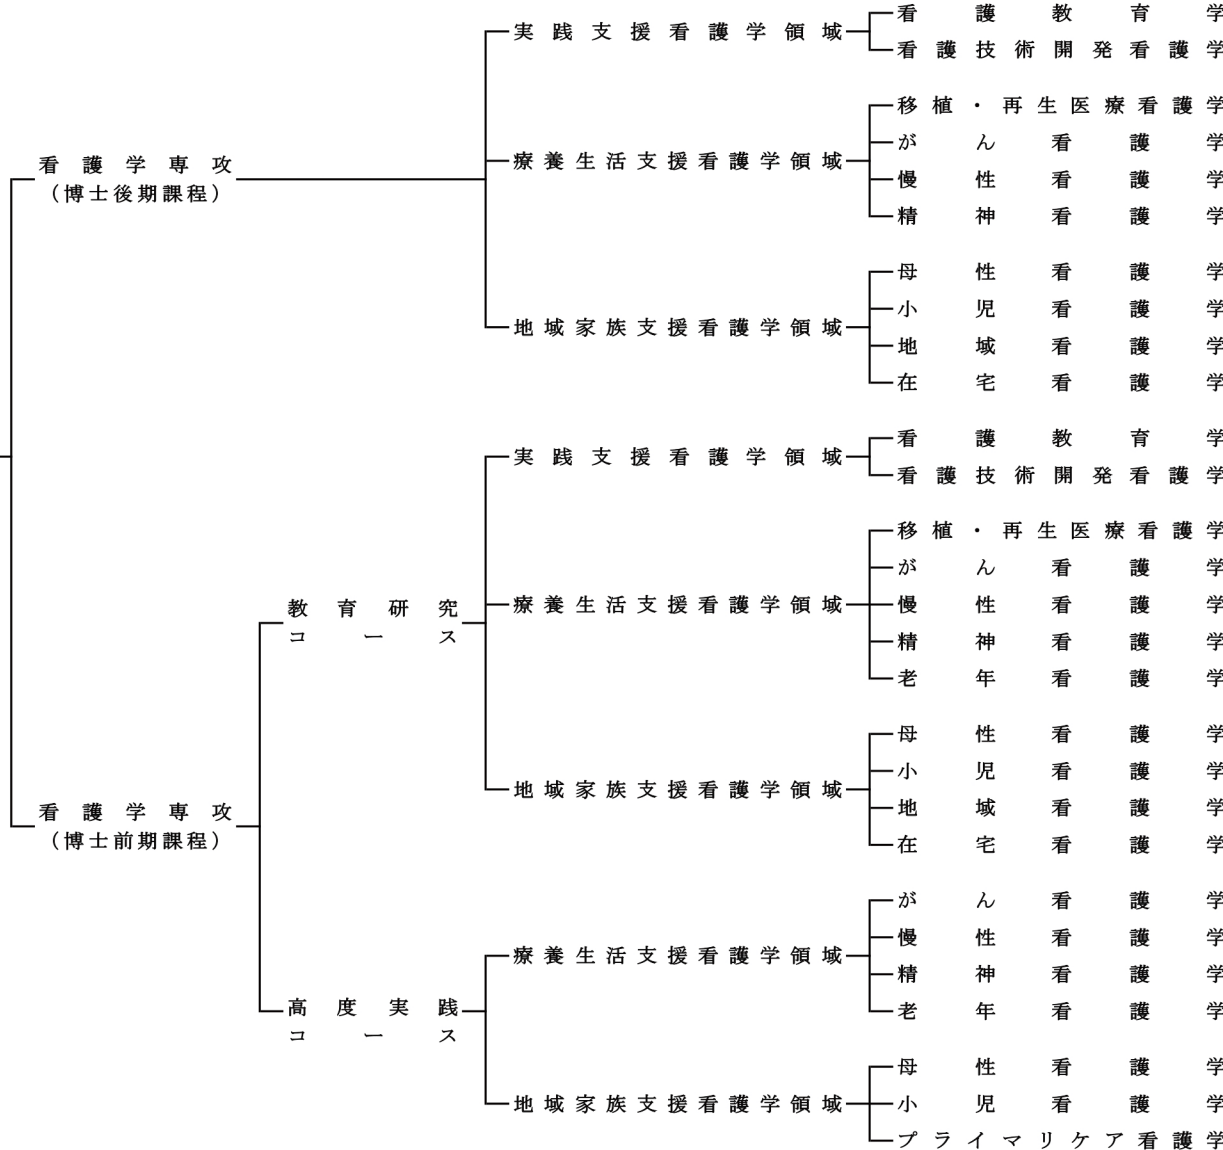 看護学専攻
（博士後期課程）
実践支援看護学領域
看護教育学
看護技術開発看護学
療養生活支援看護学領域
移植・再生医療看護学
がん看護学
慢性看護学
精神看護学
地域家族支援看護学領域
母性看護学
小児看護学
地域看護学
在宅看護学
看護学専攻
（博士前期課程）
教育研究
コース
実践支援看護学領域
看護教育学
看護技術開発看護学
療養生活支援看護学領域
移植・再生医療看護学
がん看護学
慢性看護学
精神看護学
老年看護学
地域家族支援看護学領域
母性看護学
小児看護学
地域看護学
在宅看護学
高度実践
コース
療養生活支援看護学領域
がん看護学
慢性看護学
精神看護学
老年看護学
地域家族支援看護学領域
母性看護学
小児看護学
プライマリケア看護学